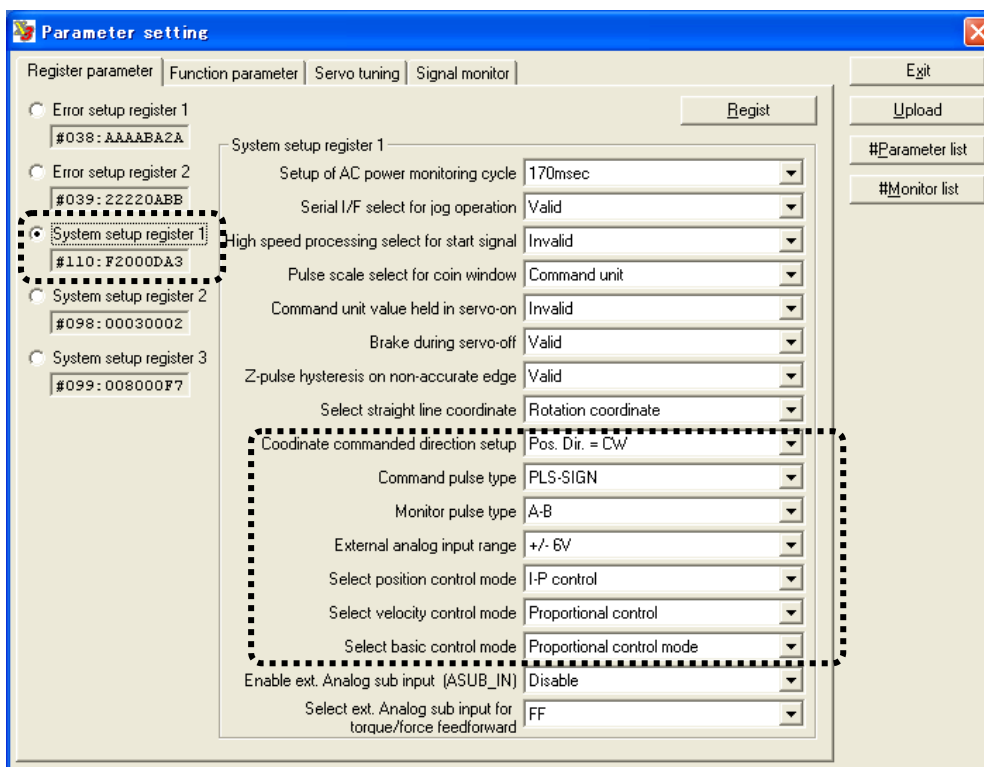 Parameter setting
Register parameter Function parameter Servo tuning Signal monitor
Exit
Upload
#Parameter list
#Monitor list
Error setup register 1
#038:AAAABA2A
Error setup register 2
#039:22220ABB
System setup register 1
#110:F2000DA3
System setup register 2
#098:00030002
System setup register 3
#099:008000F7
Regist
System setup register 1
Setup of AC power monitoring cycle 170msec
Serial I/F select for jog operation Valid
High speed processing select for start signal Invalid
Pulse scale select for coin window Command unit
Command unit value held in servo-on Invalid
Brake during servo-off Valid
Z-pulse hysteresis on non-accurate edge Valid
Select straight line coordinate Rotation coordinate
Coodinate commanded direction setup Pos. Dir. = CW
Command pulse type PLS-SIGN
Monitor pulse type A-B
External analog input range +/- 6V
Select position control mode I-P control
Select velocity control mode Proportional control
Select basic control mode Proportional control mode
Enable ext. Analog sub input (ASUB_IN) Disable
Select ext. Analog sub input for
torque/force feedforward FF